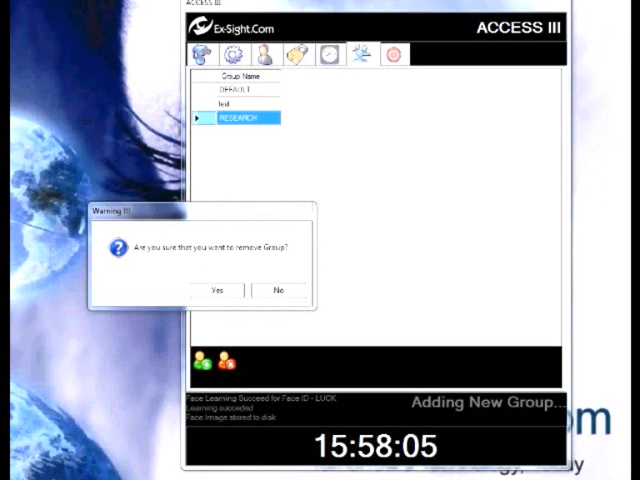 ACCESS III
Ex-Sight.Com
ACCESS III
Group Name
DEFAULT
test
RESEARCH
Warning !!!
Are you sure that you want to remove Group?
Yes
No
Face Learning Succeed for Face ID - LUCK
Learning succeded
Face Image stored to disk
Adding New Group...
om
15:58:05